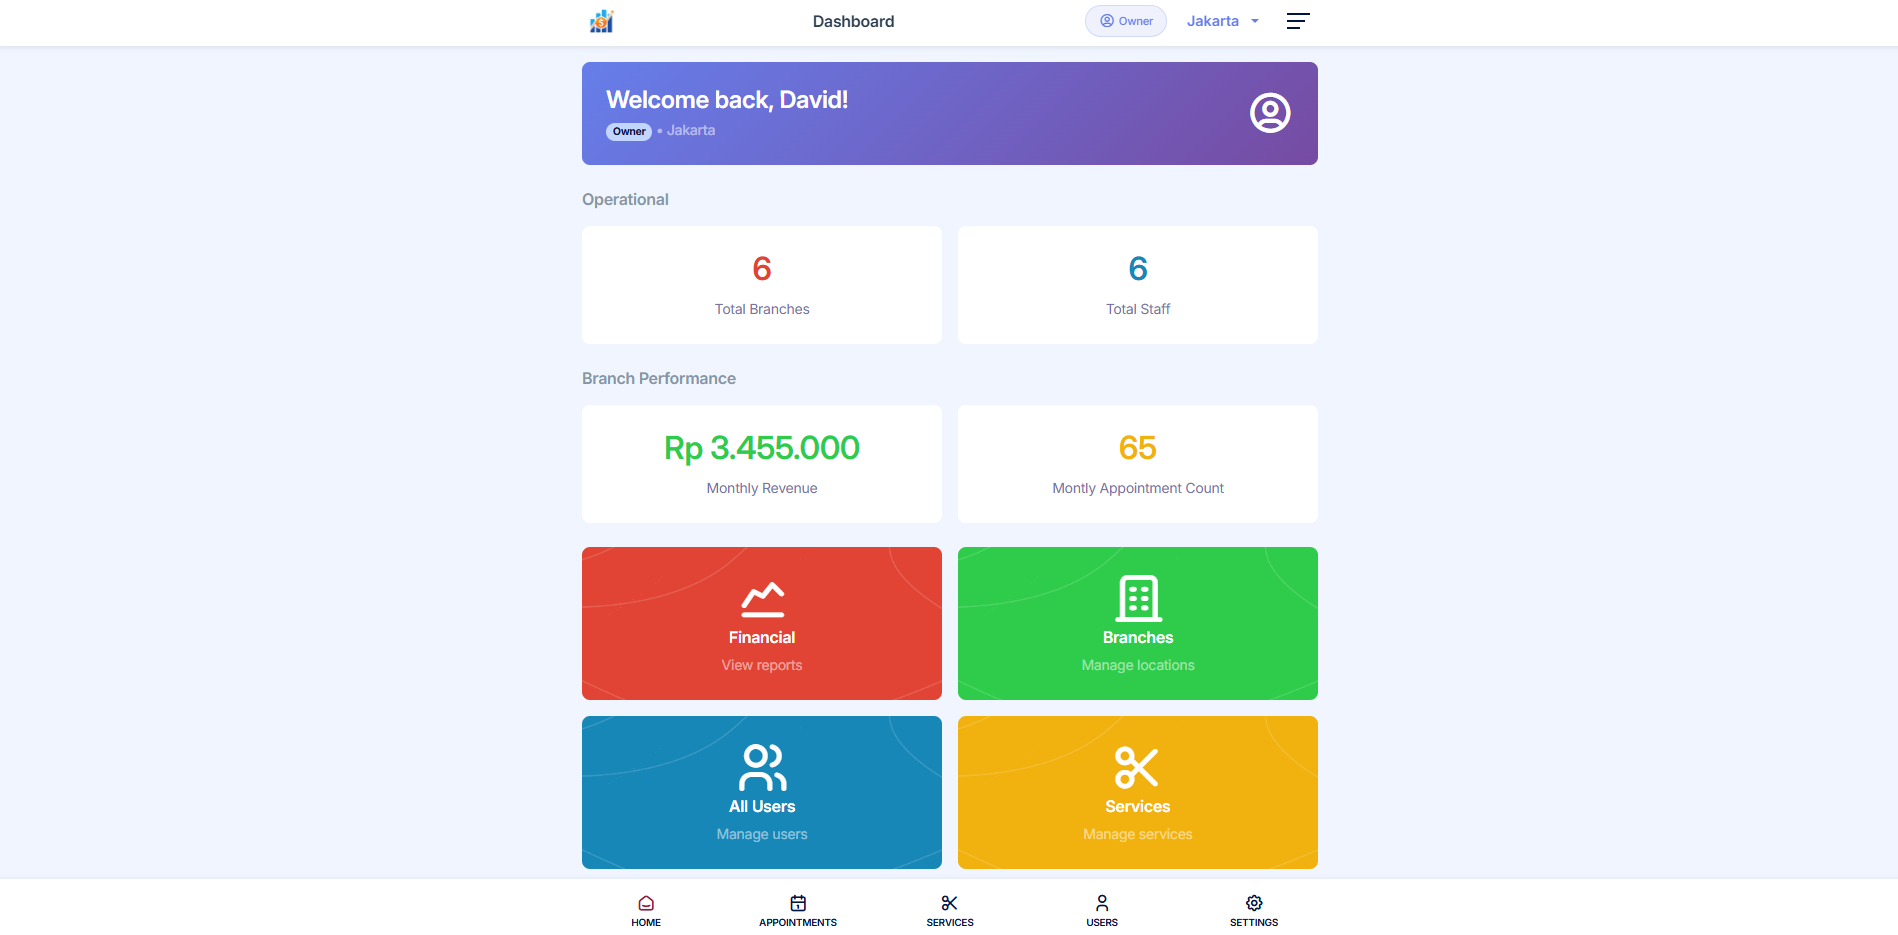 Dashboard
Owner
Jakarta
Welcome back, David!
Owner • Jakarta
Operational
6
Total Branches
6
Total Staff
Branch Performance
Rp 3.455.000
Monthly Revenue
65
Montly Appointment Count
Financial
View reports
Branches
Manage locations
All Users
Manage users
Services
Manage services
HOME
APPOINTMENTS
SERVICES
USERS
SETTINGS